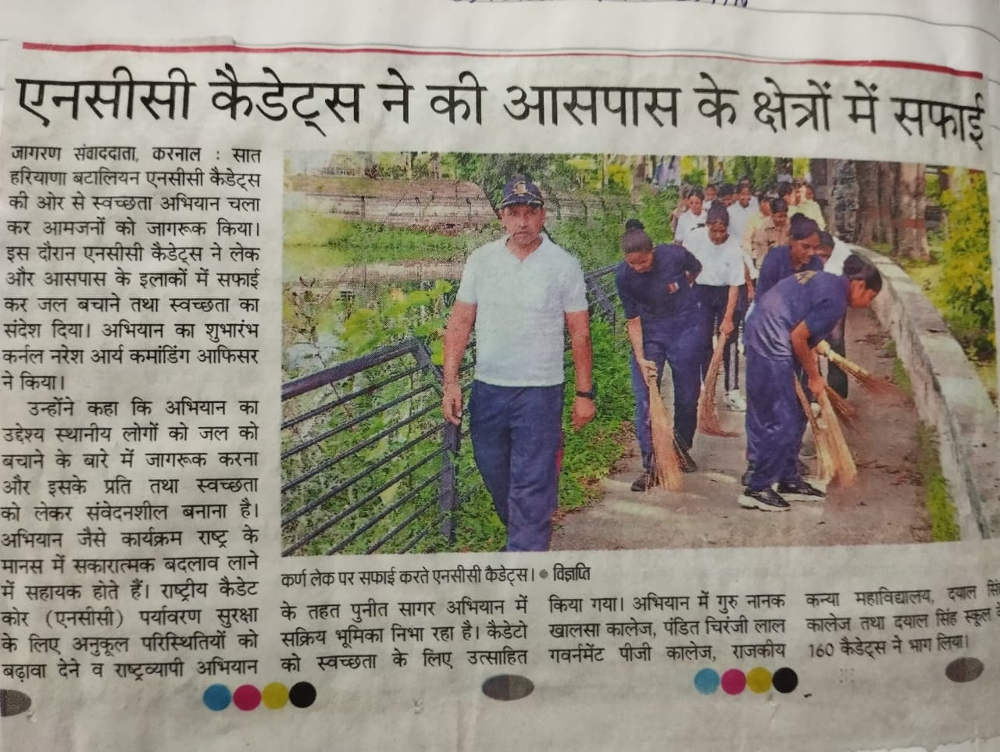 एनसीसी कैडेट्स ने की आसपास के क्षेत्रों में सफाई
जागरण संवाददाता, करनाल : सात
हरियाणा बटालियन एनसीसी कैडेट्स
की ओर से स्वच्छता अभियान चला
कर आमजनों को जागरूक किया।
इस दौरान एनसीसी कैडेट्स ने लेक
और आसपास के इलाकों में सफाई
कर जल बचाने तथा स्वच्छता का
संदेश दिया। अभियान का शुभारंभ
कर्नल नरेश आर्य कमांडिंग आफिसर
ने किया।
उन्होंने कहा कि अभियान का
उद्देश्य स्थानीय लोगों को जल को
बचाने के बारे में जागरूक करना
और इसके प्रति तथा स्वच्छता
को लेकर संवेदनशील बनाना है।
अभियान जैसे कार्यक्रम राष्ट्र के
मानस में सकारात्मक बदलाव लाने
में सहायक होते हैं। राष्ट्रीय कैडेट
कोर (एनसीसी) पर्यावरण सुरक्षा
के लिए अनुकूल परिस्थितियों को
बढ़ावा देने व राष्ट्रव्यापी अभियान
कर्ण लेक पर सफाई करते एनसीसी कैडेट्स। ● विज्ञप्ति
के तहत पुनीत सागर अभियान में
सक्रिय भूमिका निभा रहा है। कैडेटो
को स्वच्छता के लिए उत्साहित
किया गया। अभियान में गुरु नानक
खालसा कालेज, पंडित चिरंजी लाल
गवर्नमेंट पीजी कालेज, राजकीय
कन्या महाविद्यालय, दयाल
कालेज तथा दयाल सिंह स्कूल
160 कैडेट्स ने भाग लिया।